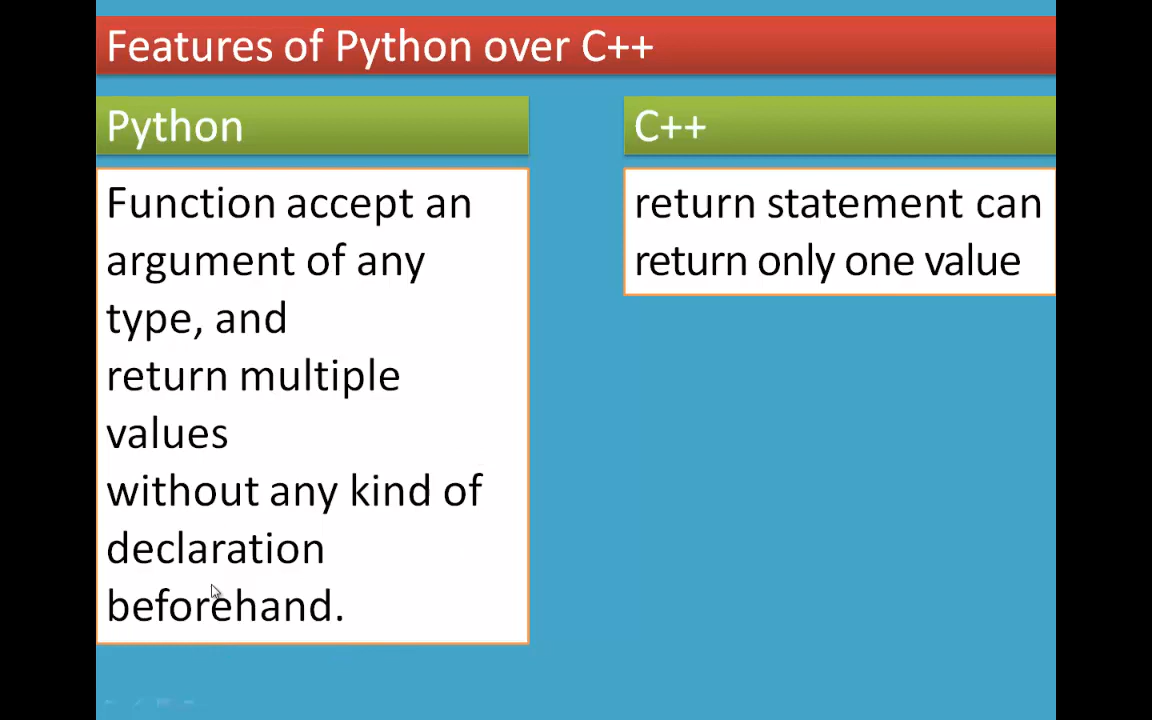 Features of Python over C++
Python
Function accept an
argument of any
type, and
return multiple
values
without any kind of
declaration
beforehand.
C++
return statement can
return only one value